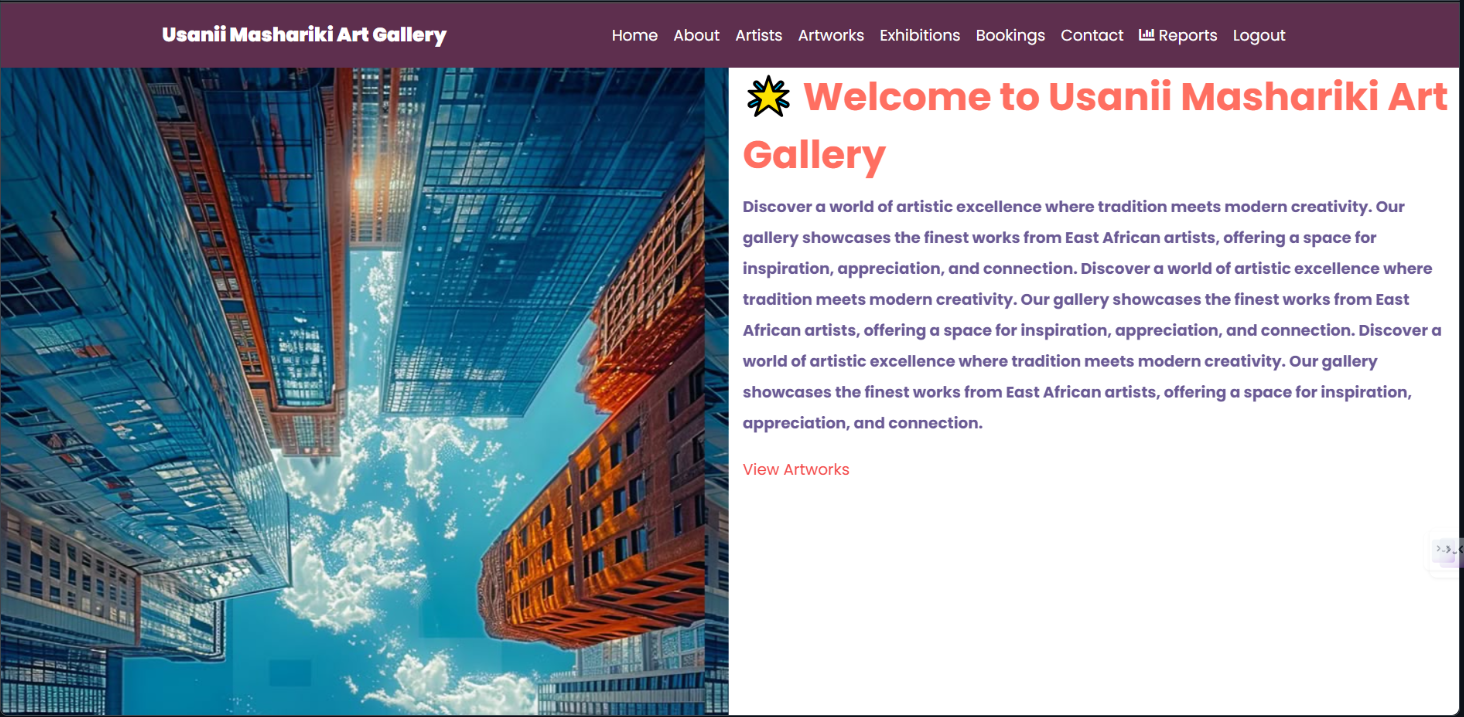 Usanii Mashariki Art Gallery
Home About Artists Artworks Exhibitions Bookings Contact Reports Logout
Welcome to Usanii Mashariki Art
Gallery
Discover a world of artistic excellence where tradition meets modern creativity. Our
gallery showcases the finest works from East African artists, offering a space for
inspiration, appreciation, and connection. Discover a world of artistic excellence where
tradition meets modern creativity. Our gallery showcases the finest works from East
African artists, offering a space for inspiration, appreciation, and connection. Discover a
world of artistic excellence where tradition meets modern creativity. Our gallery
showcases the finest works from East African artists, offering a space for inspiration,
appreciation, and connection.
View Artworks